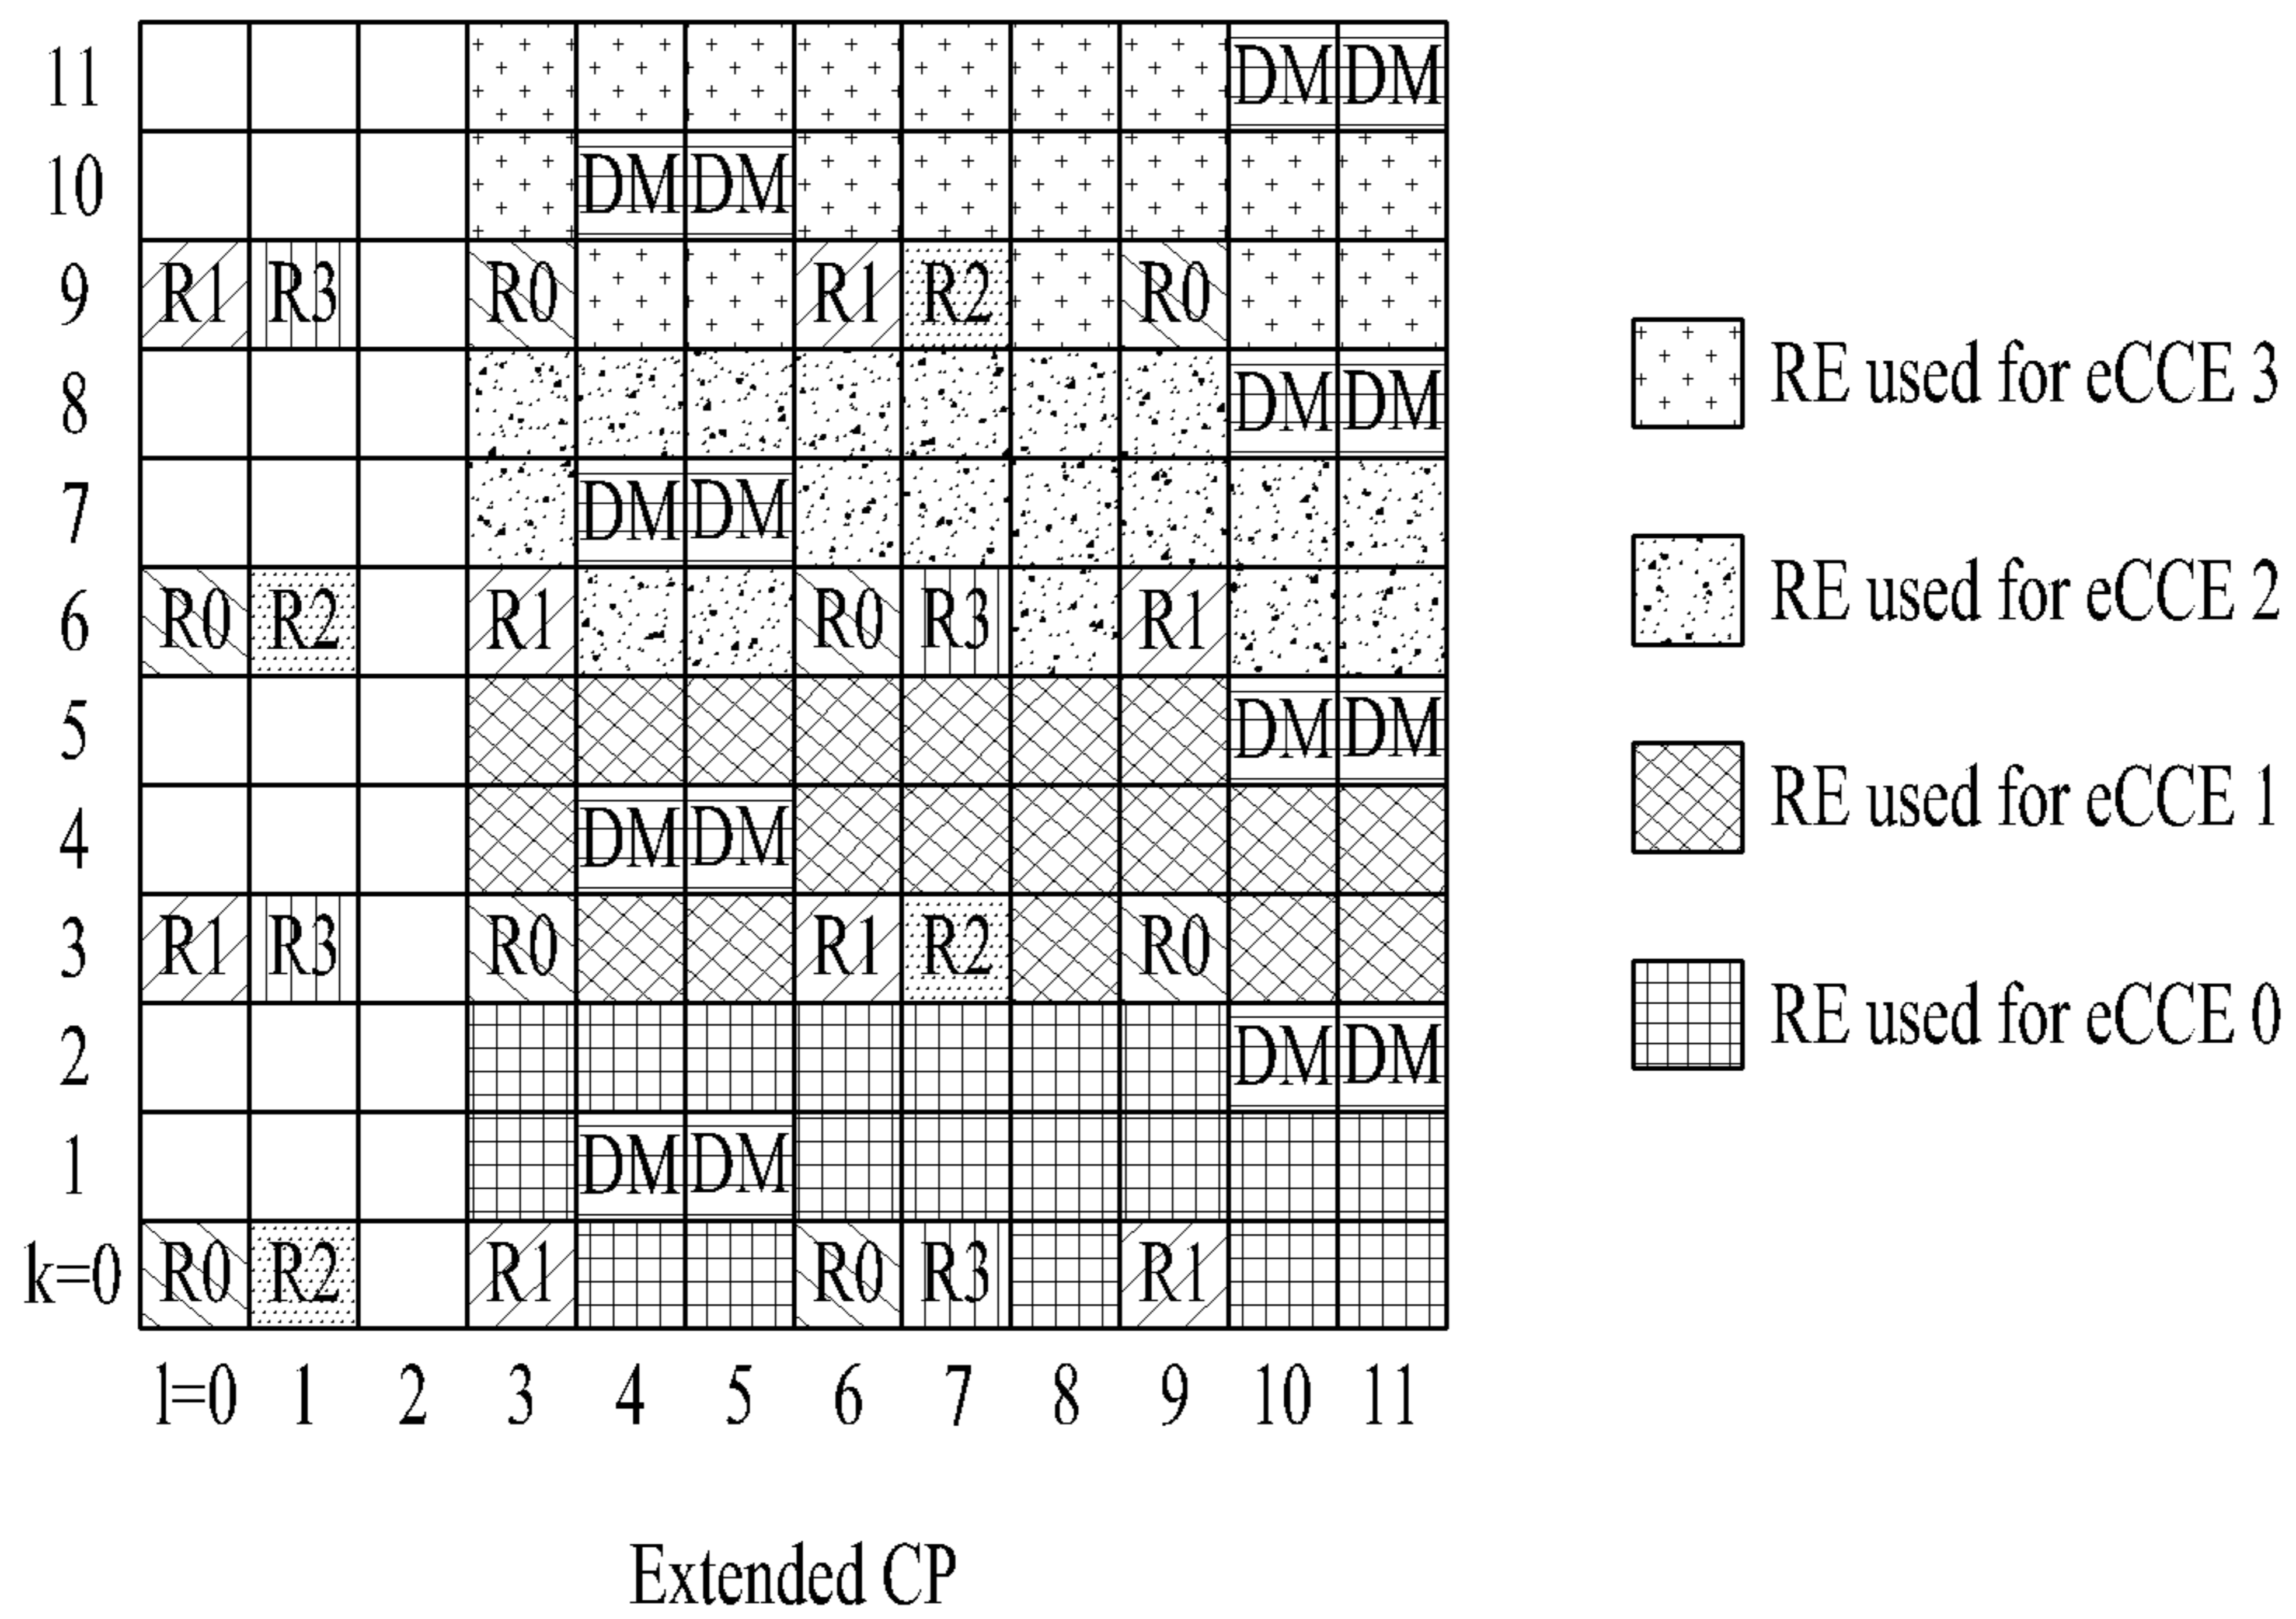 11 DM DM
10 DM DM
9 R1 R3 R0 R1 R2 R0
8 DM DM
7 DM DM
6 R0 R2 R1 R0 R3 R1
5 DM DM
4 DM DM
3 R1 R3 R0 R1 R2 R0
2 DM DM
1 DM DM
k=0 R0 R2 R1 R0 R3 R1
l=0 1 2 3 4 5 6 7 8 9 10 11
RE used for eCCE 3
RE used for eCCE 2
RE used for eCCE 1
RE used for eCCE 0
Extended CP